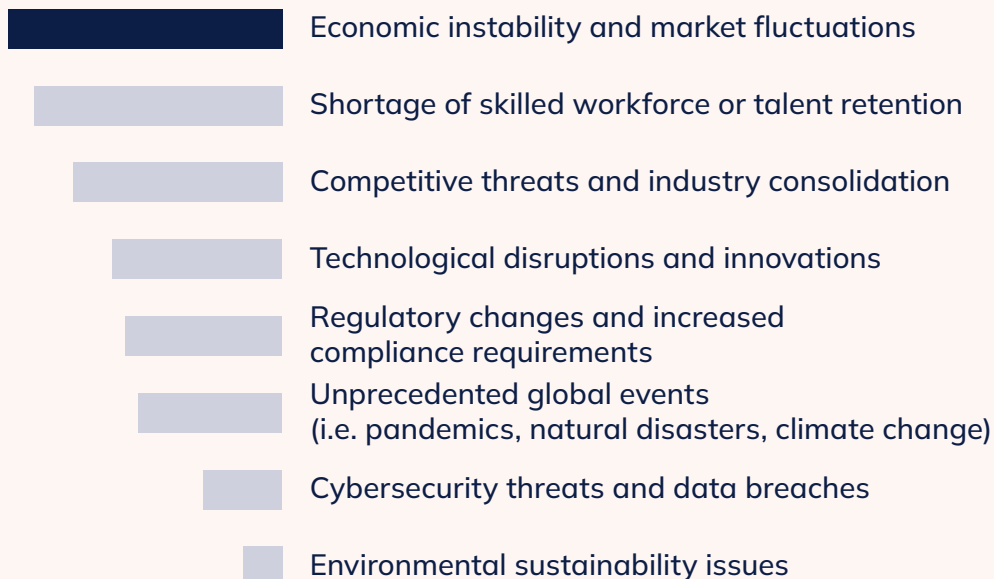 Economic instability and market fluctuations
Shortage of skilled workforce or talent retention
Competitive threats and industry consolidation
Technological disruptions and innovations
Regulatory changes and increased
compliance requirements
Unprecedented global events
(i.e. pandemics, natural disasters, climate change)
Cybersecurity threats and data breaches
Environmental sustainability issues